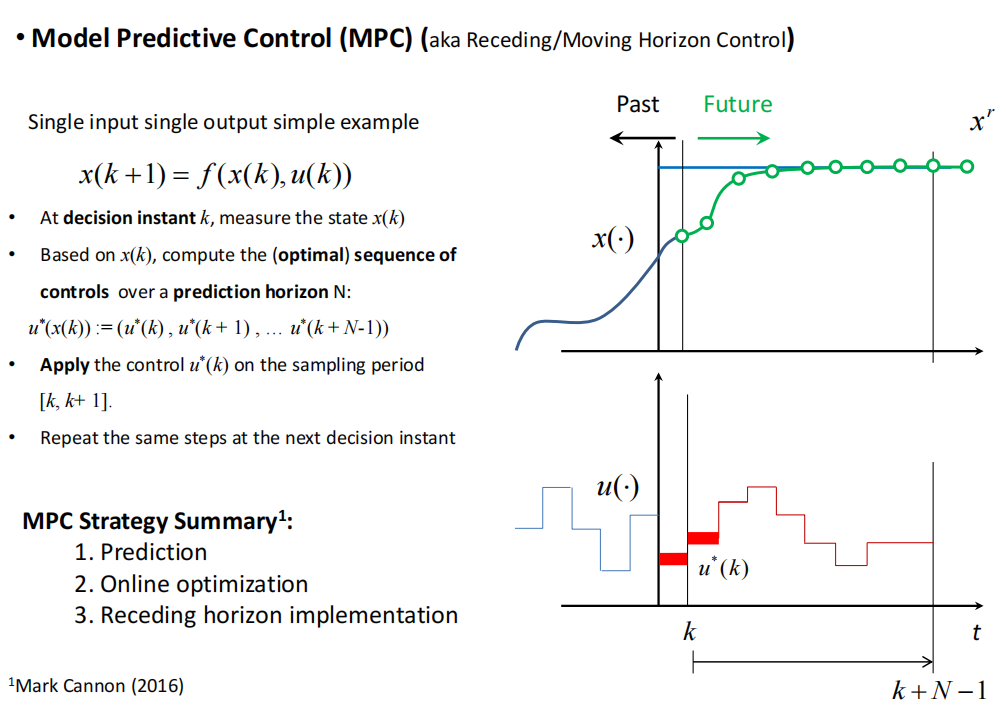 • Model Predictive Control (MPC) (aka Receding/Moving Horizon Control)
Single input single output simple example
x(k+1) = f(x(k), u(k))
• At decision instant k, measure the state x(k)
• Based on x(k), compute the (optimal) sequence of
controls over a prediction horizon N:
u*(x(k)) := (u*(k) , u*(k + 1) , … u*(k + N-1))
• Apply the control u*(k) on the sampling period
[k, k+ 1].
• Repeat the same steps at the next decision instant
MPC Strategy Summary¹:
1. Prediction
2. Online optimization
3. Receding horizon implementation
¹Mark Cannon (2016)
Past
Future
xʳ
x(·)
u(·)
u*(k)
k
t
k + N − 1